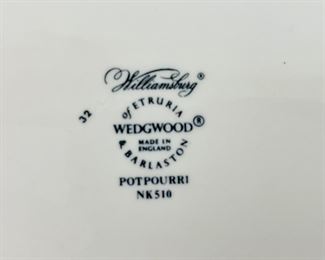 Williamsburg®
of ETRURIA
WEDGWOOD®
MADE IN
ENGLAND
& BARLASTON
POTPOURRI
NK510
32